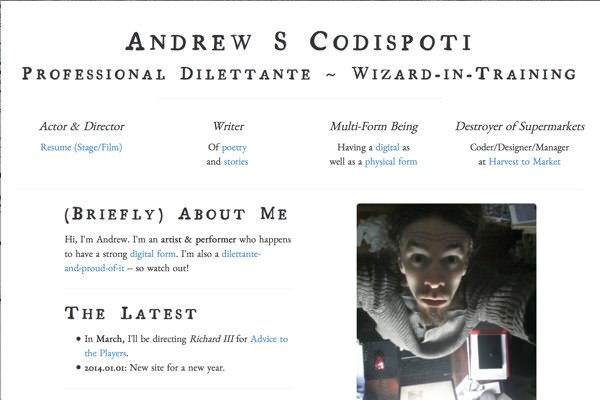 Andrew S Codispoti
Professional Dilettante ~ Wizard-in-Training
Actor & Director
Resume (Stage/Film)
Writer
Of poetry
and stories
Multi-Form Being
Having a digital as
well as a physical form
Destroyer of Supermarkets
Coder/Designer/Manager
at Harvest to Market
(Briefly) About Me
Hi, I'm Andrew. I'm an artist & performer who happens
to have a strong digital form. I'm also a dilettante-
and-proud-of-it – so watch out!
The Latest
• In March, I'll be directing Richard III for Advice to
the Players.
• 2014.01.01: New site for a new year.